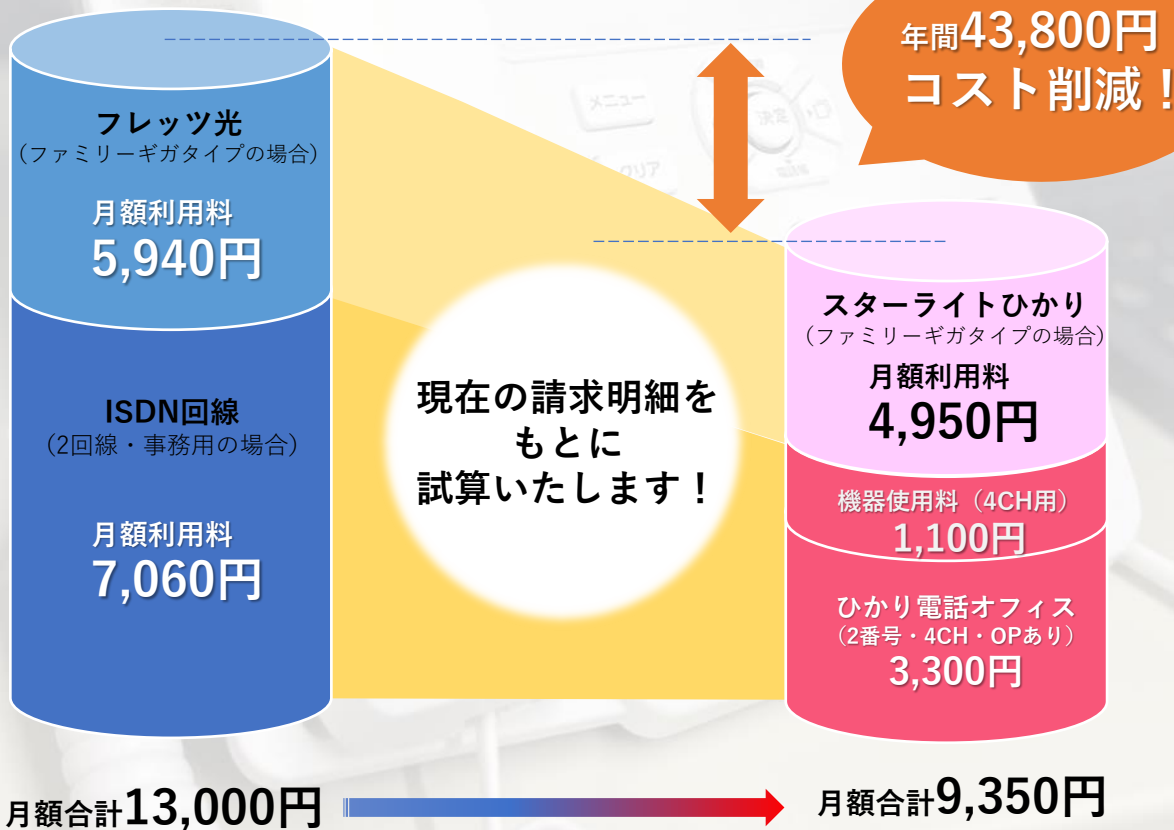 年間43,800円
コスト削減！
フレッツ光
（ファミリーギガタイプの場合）
月額利用料
5,940円
ISDN回線
（2回線・事務用の場合）
月額利用料
7,060円
現在の請求明細を
もとに
試算いたします！
スターライトひかり
（ファミリーギガタイプの場合）
月額利用料
4,950円
機器使用料（4CH用）
1,100円
ひかり電話オフィス
（2番号・4CH・OPあり）
3,300円
月額合計13,000円
月額合計9,350円
メニュー
決定
クリア